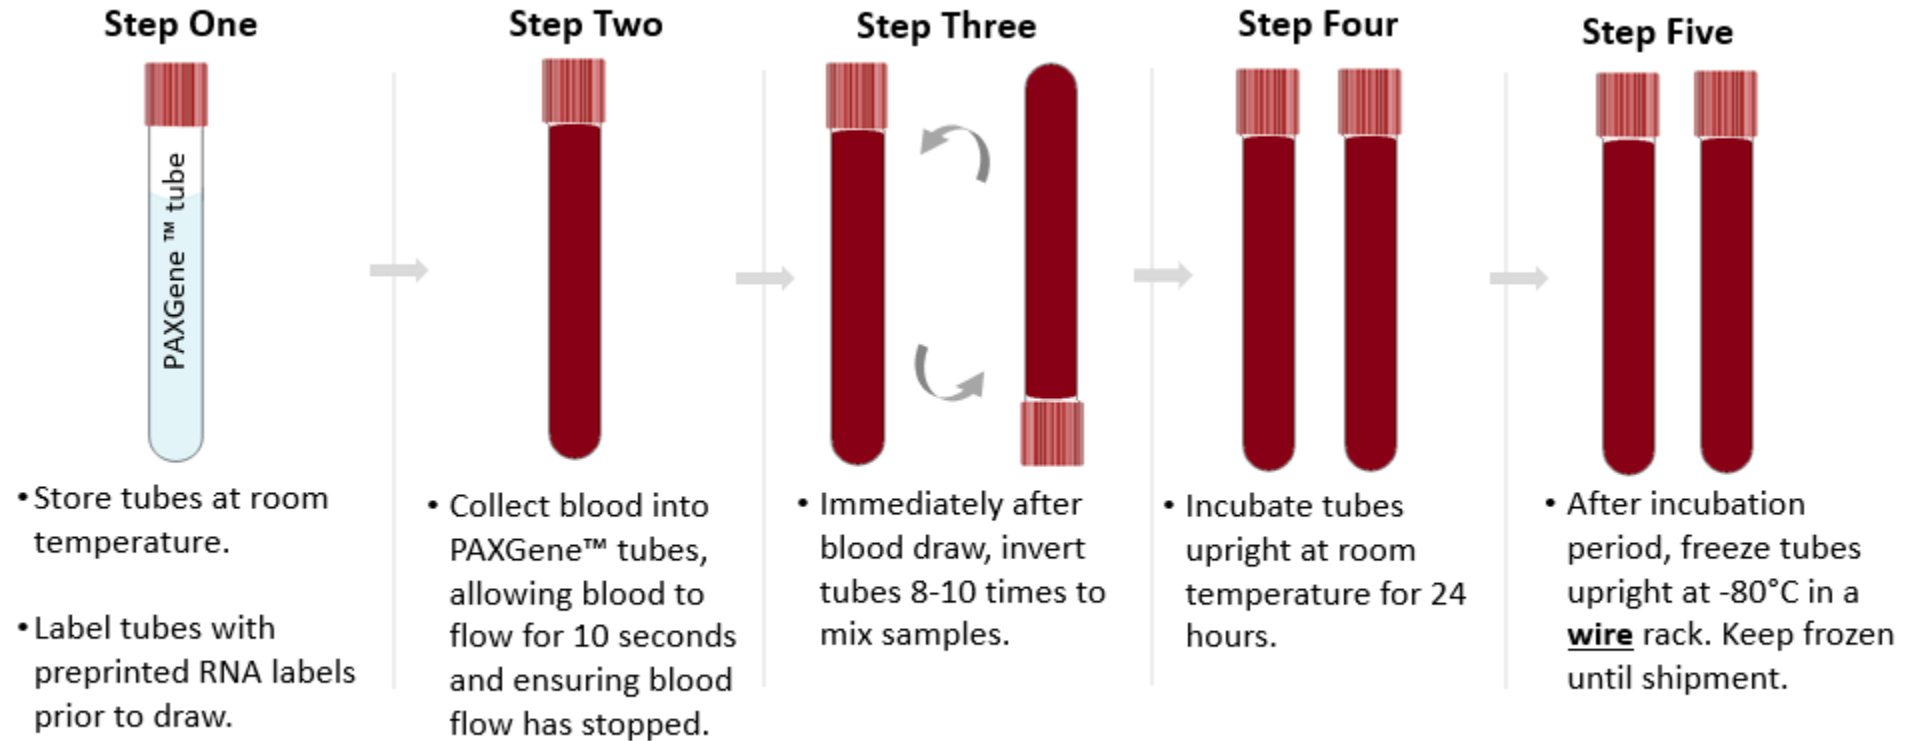 Step One
PAXGene ™ tube
• Store tubes at room
temperature.
• Label tubes with
preprinted RNA labels
prior to draw.
Step Two
• Collect blood into
PAXGene™ tubes,
allowing blood to
flow for 10 seconds
and ensuring blood
flow has stopped.
Step Three
• Immediately after
blood draw, invert
tubes 8-10 times to
mix samples.
Step Four
• Incubate tubes
upright at room
temperature for 24
hours.
Step Five
• After incubation
period, freeze tubes
upright at -80°C in a
wire rack. Keep frozen
until shipment.